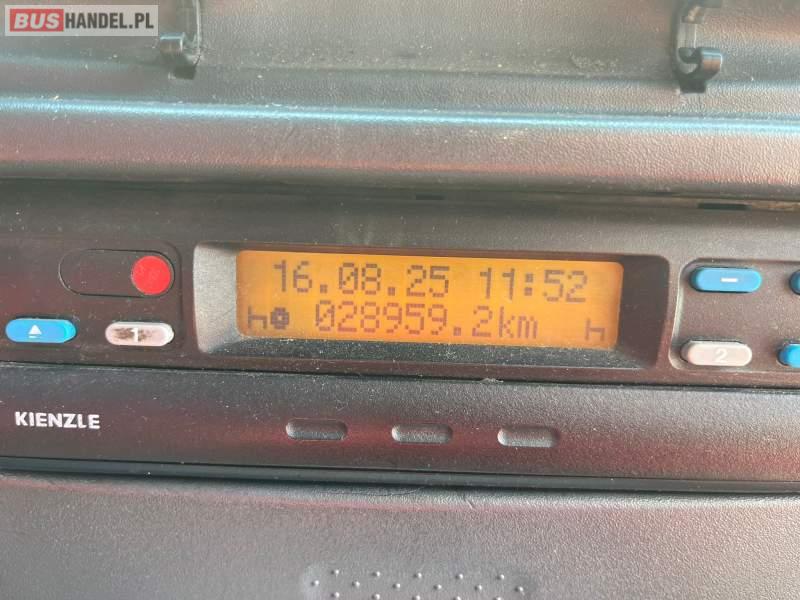 BUSHANDEL.PL
16.08.25 11:52
028959.2km
1
2
KIENZLE